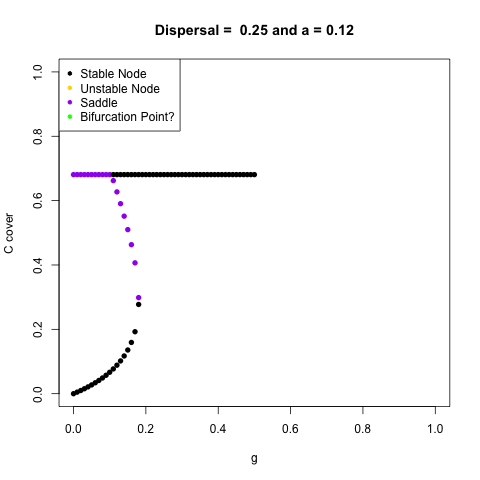 Dispersal =  0.25 and a = 0.12
Stable Node
Unstable Node
Saddle
Bifurcation Point?
1.0
0.8
0.6
0.4
0.2
0.0
C cover
0.0 0.2 0.4 0.6 0.8 1.0
g